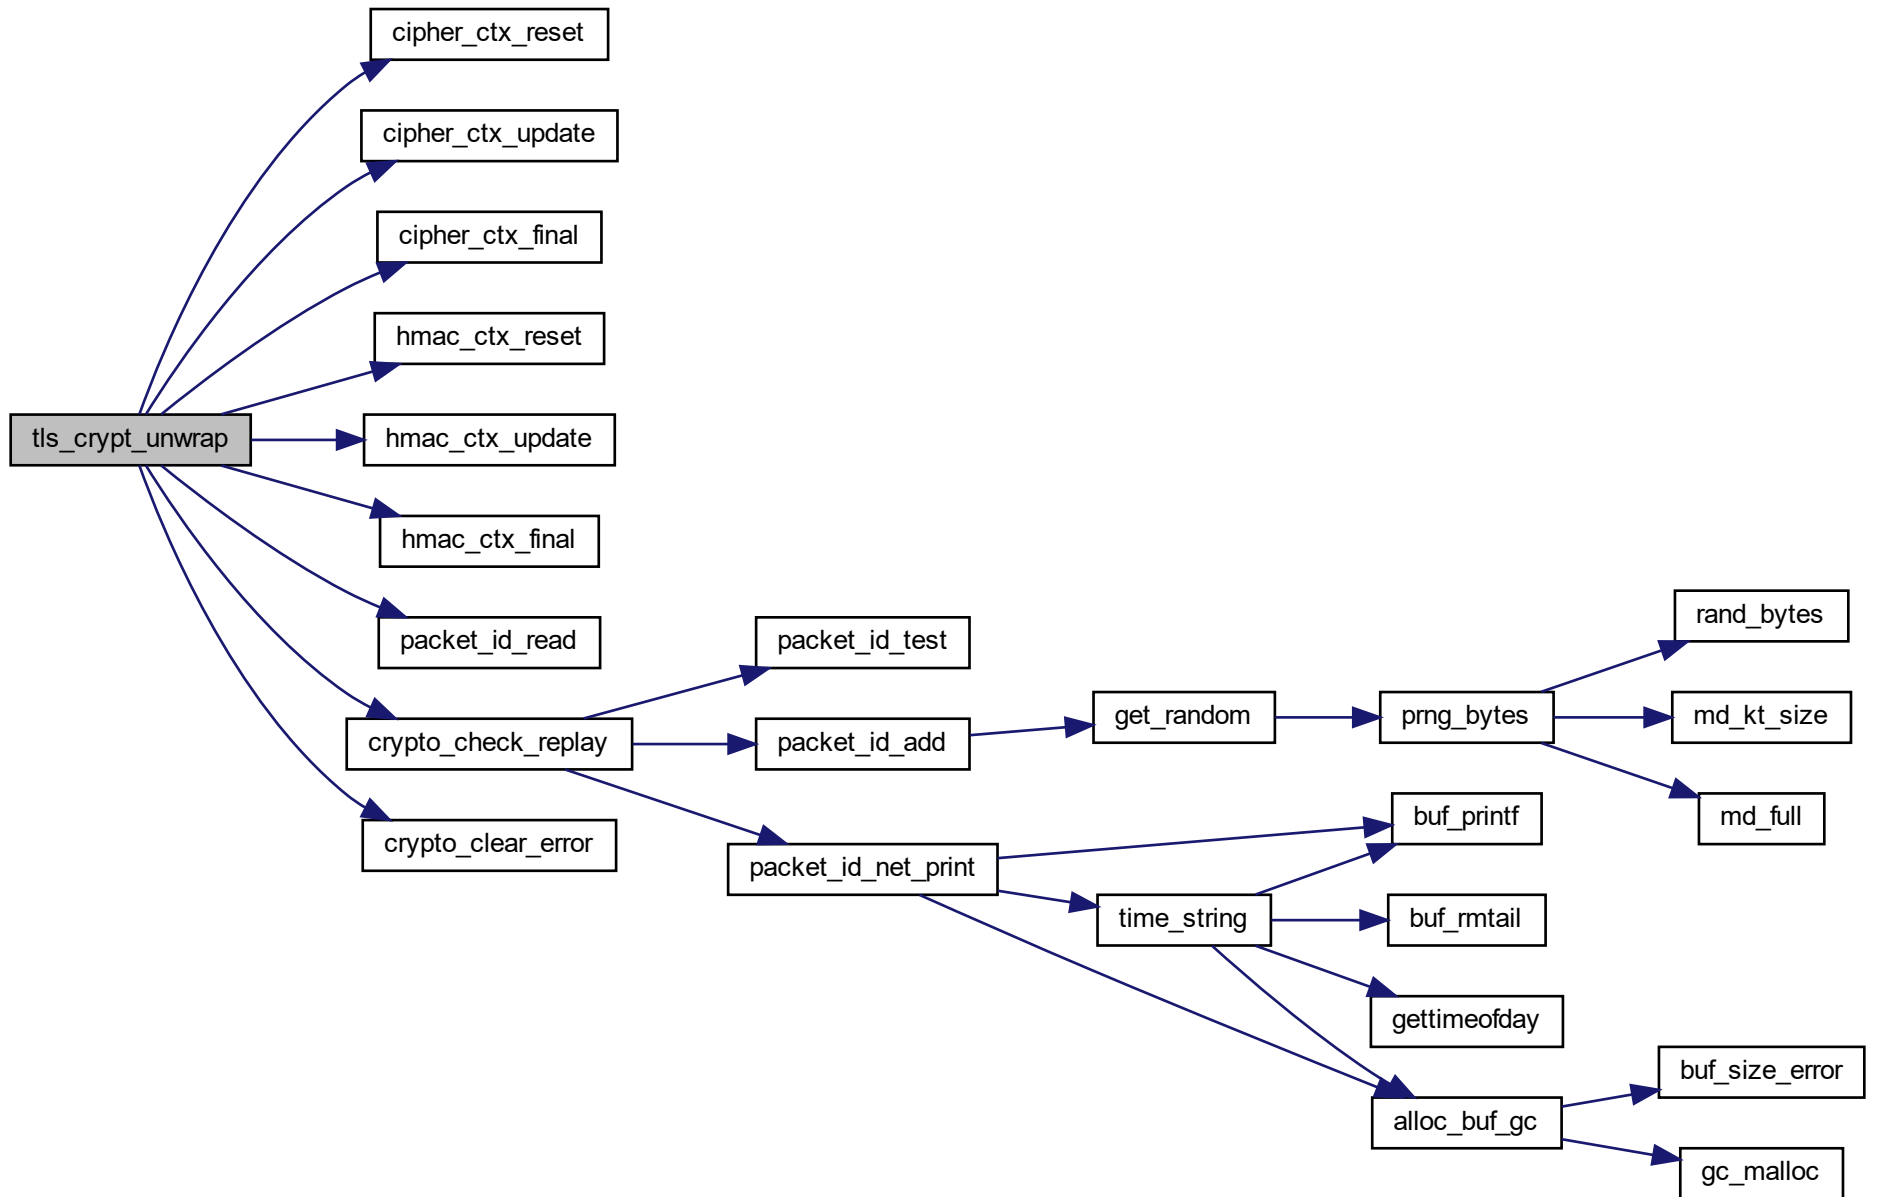 cipher_ctx_reset
cipher_ctx_update
cipher_ctx_final
hmac_ctx_reset
tls_crypt_unwrap
hmac_ctx_update
hmac_ctx_final
packet_id_read
crypto_check_replay
crypto_clear_error
packet_id_test
packet_id_add
packet_id_net_print
get_random
time_string
prng_bytes
buf_printf
buf_rmtail
gettimeofday
alloc_buf_gc
rand_bytes
md_kt_size
md_full
buf_size_error
gc_malloc